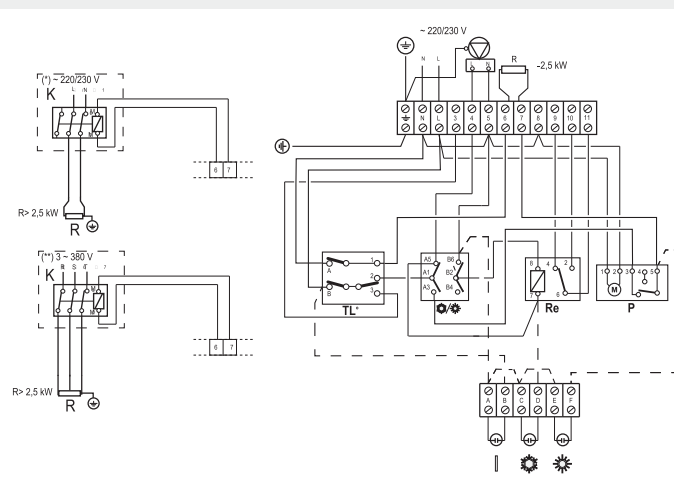 (*) ~ 220/230 V
L N
K
M
M
6 7
R> 2,5 kW
R
(**) 3 ~ 380 V
R S T
K
M
M
6 7
R> 2,5 kW
R
~ 220/230 V
N L
L N
R
-2,5 kW
N L 3 4 5 6 7 8 9 10 11
A
B
1
2
3
TL*
A5 B6
A1 B2
A3 B4
8
7
4 2
6
Re
1 2 3 4 5
M
P
A B C D E F